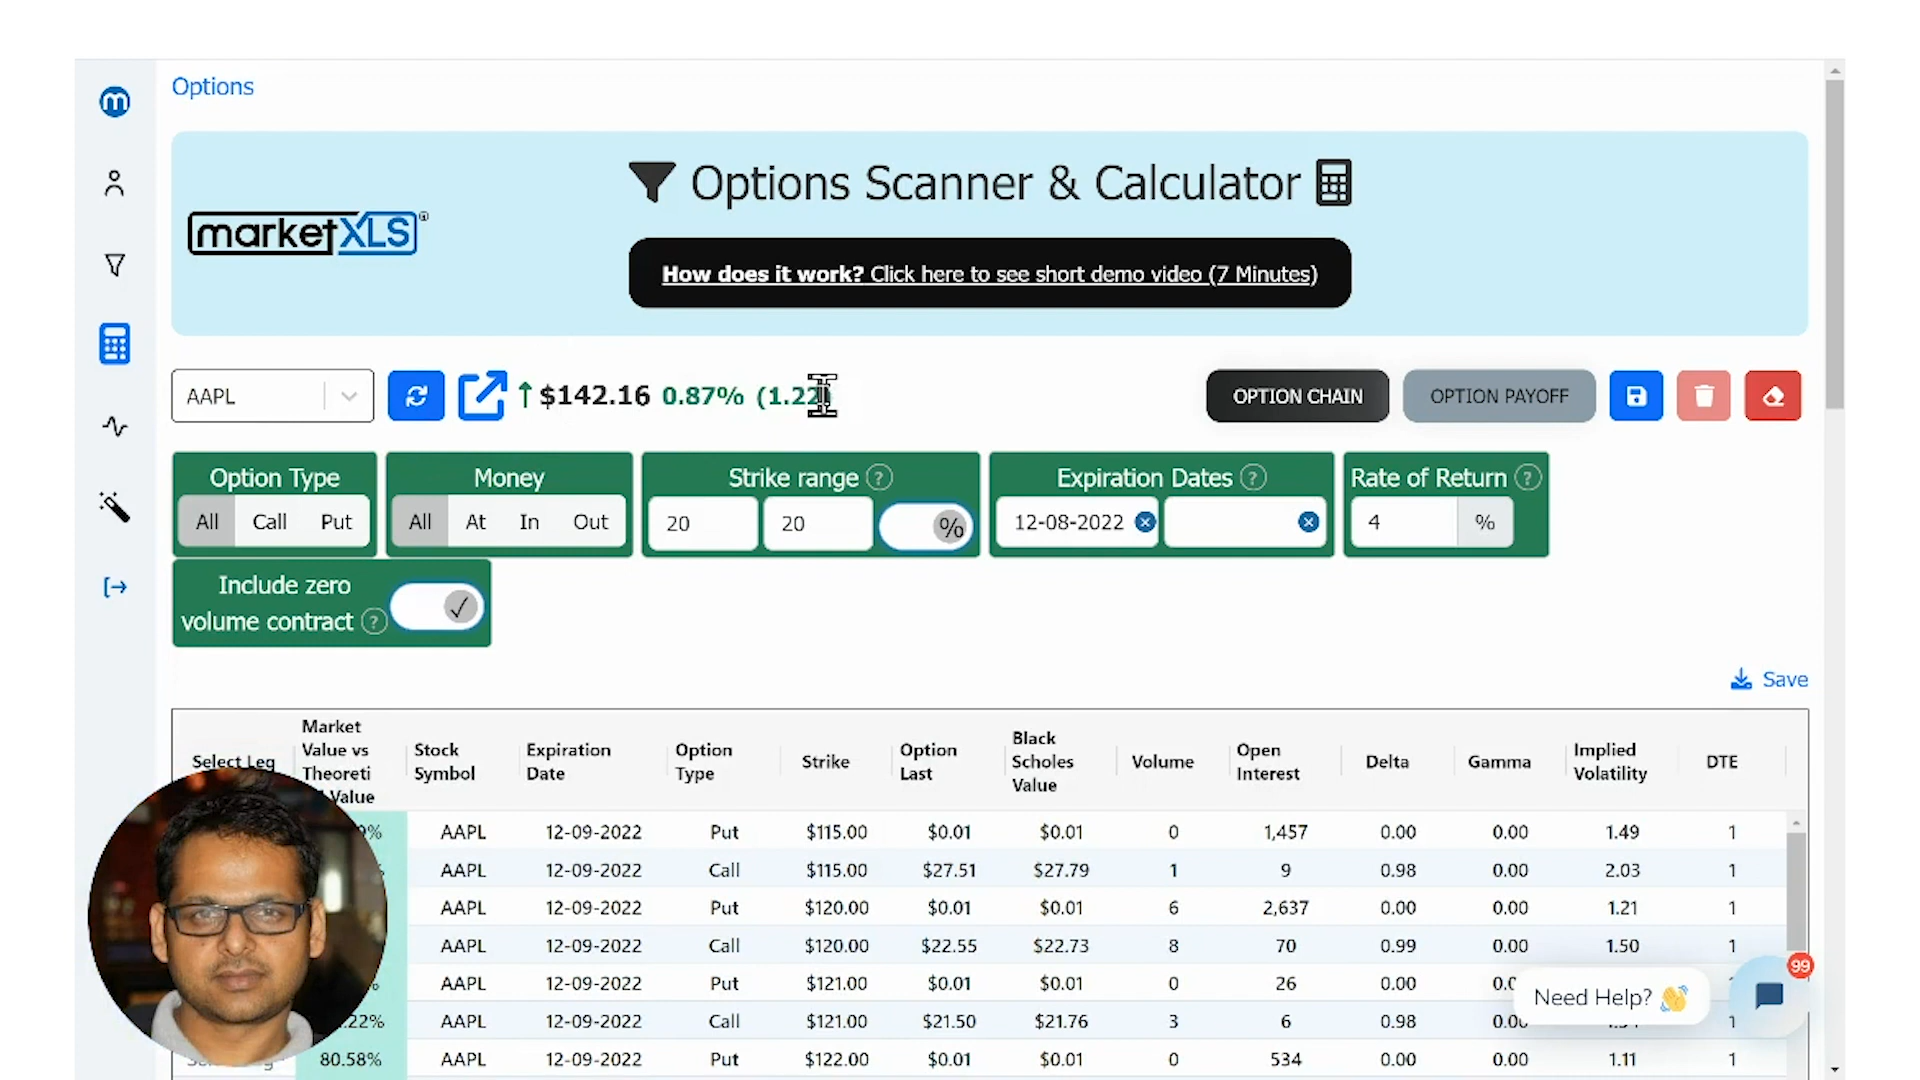 Options
marketXLS
Options Scanner & Calculator
How does it work? Click here to see short demo video (7 Minutes)
AAPL
$142.16 0.87% (1.22)
OPTION CHAIN
OPTION PAYOFF
Option Type
All Call Put
Money
All At In Out
Strike range ?
20 20 %
Expiration Dates ?
12-08-2022
Rate of Return ?
4 %
Include zero
volume contract ?
Save
Select Leg Market Value vs Value Stock Symbol Expiration Date Option Type Strike Option Last Black Scholes Value Volume Open Interest Delta Gamma Implied Volatility DTE
AAPL 12-09-2022 Put $115.00 $0.01 $0.01 0 1,457 0.00 0.00 1.49 1
AAPL 12-09-2022 Call $115.00 $27.51 $27.79 1 9 0.98 0.00 2.03 1
AAPL 12-09-2022 Put $120.00 $0.01 $0.01 6 2,637 0.00 0.00 1.21 1
AAPL 12-09-2022 Call $120.00 $22.55 $22.73 8 70 0.99 0.00 1.50 1
AAPL 12-09-2022 Put $121.00 $0.01 $0.01 0 26 0.00
AAPL 12-09-2022 Call $121.00 $21.50 $21.76 3 6 0.98 1
80.58% AAPL 12-09-2022 Put $122.00 $0.01 $0.01 0 534 0.00 0.00 1.11 1
Need Help? 👋
99